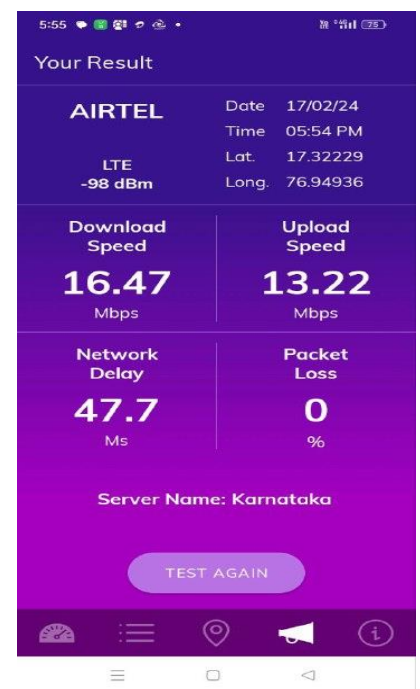 5:55
75
Your Result
AIRTEL
LTE
-98 dBm
Date 17/02/24
Time 05:54 PM
Lat. 17.32229
Long. 76.94936
Download
Speed
16.47
Mbps
Upload
Speed
13.22
Mbps
Network
Delay
47.7
Ms
Packet
Loss
0
%
Server Name: Karnataka
TEST AGAIN